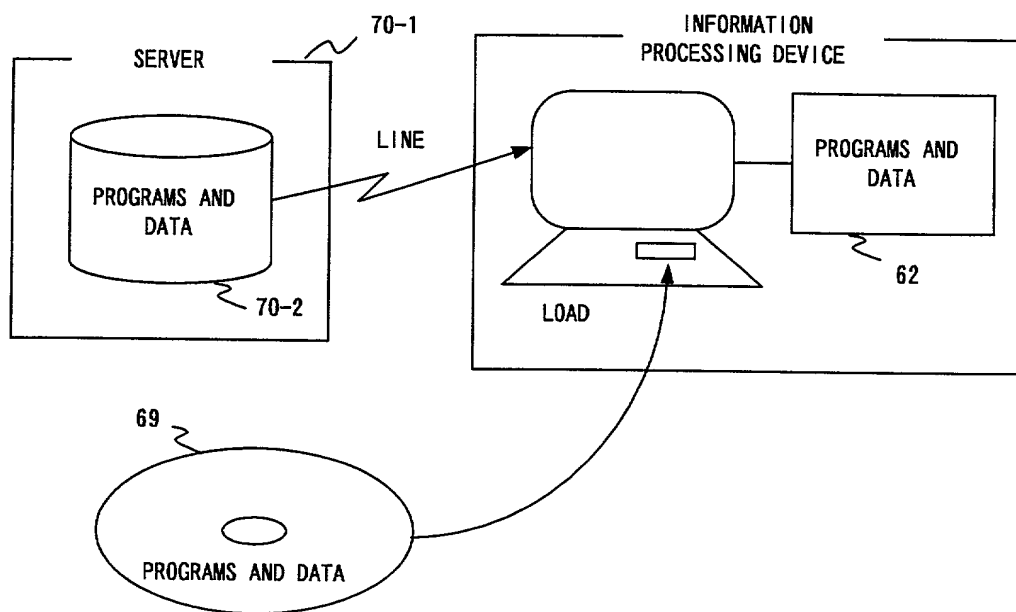 70-1
SERVER
PROGRAMS AND
DATA
70-2
LINE
INFORMATION
PROCESSING DEVICE
PROGRAMS AND
DATA
62
LOAD
69
PROGRAMS AND DATA